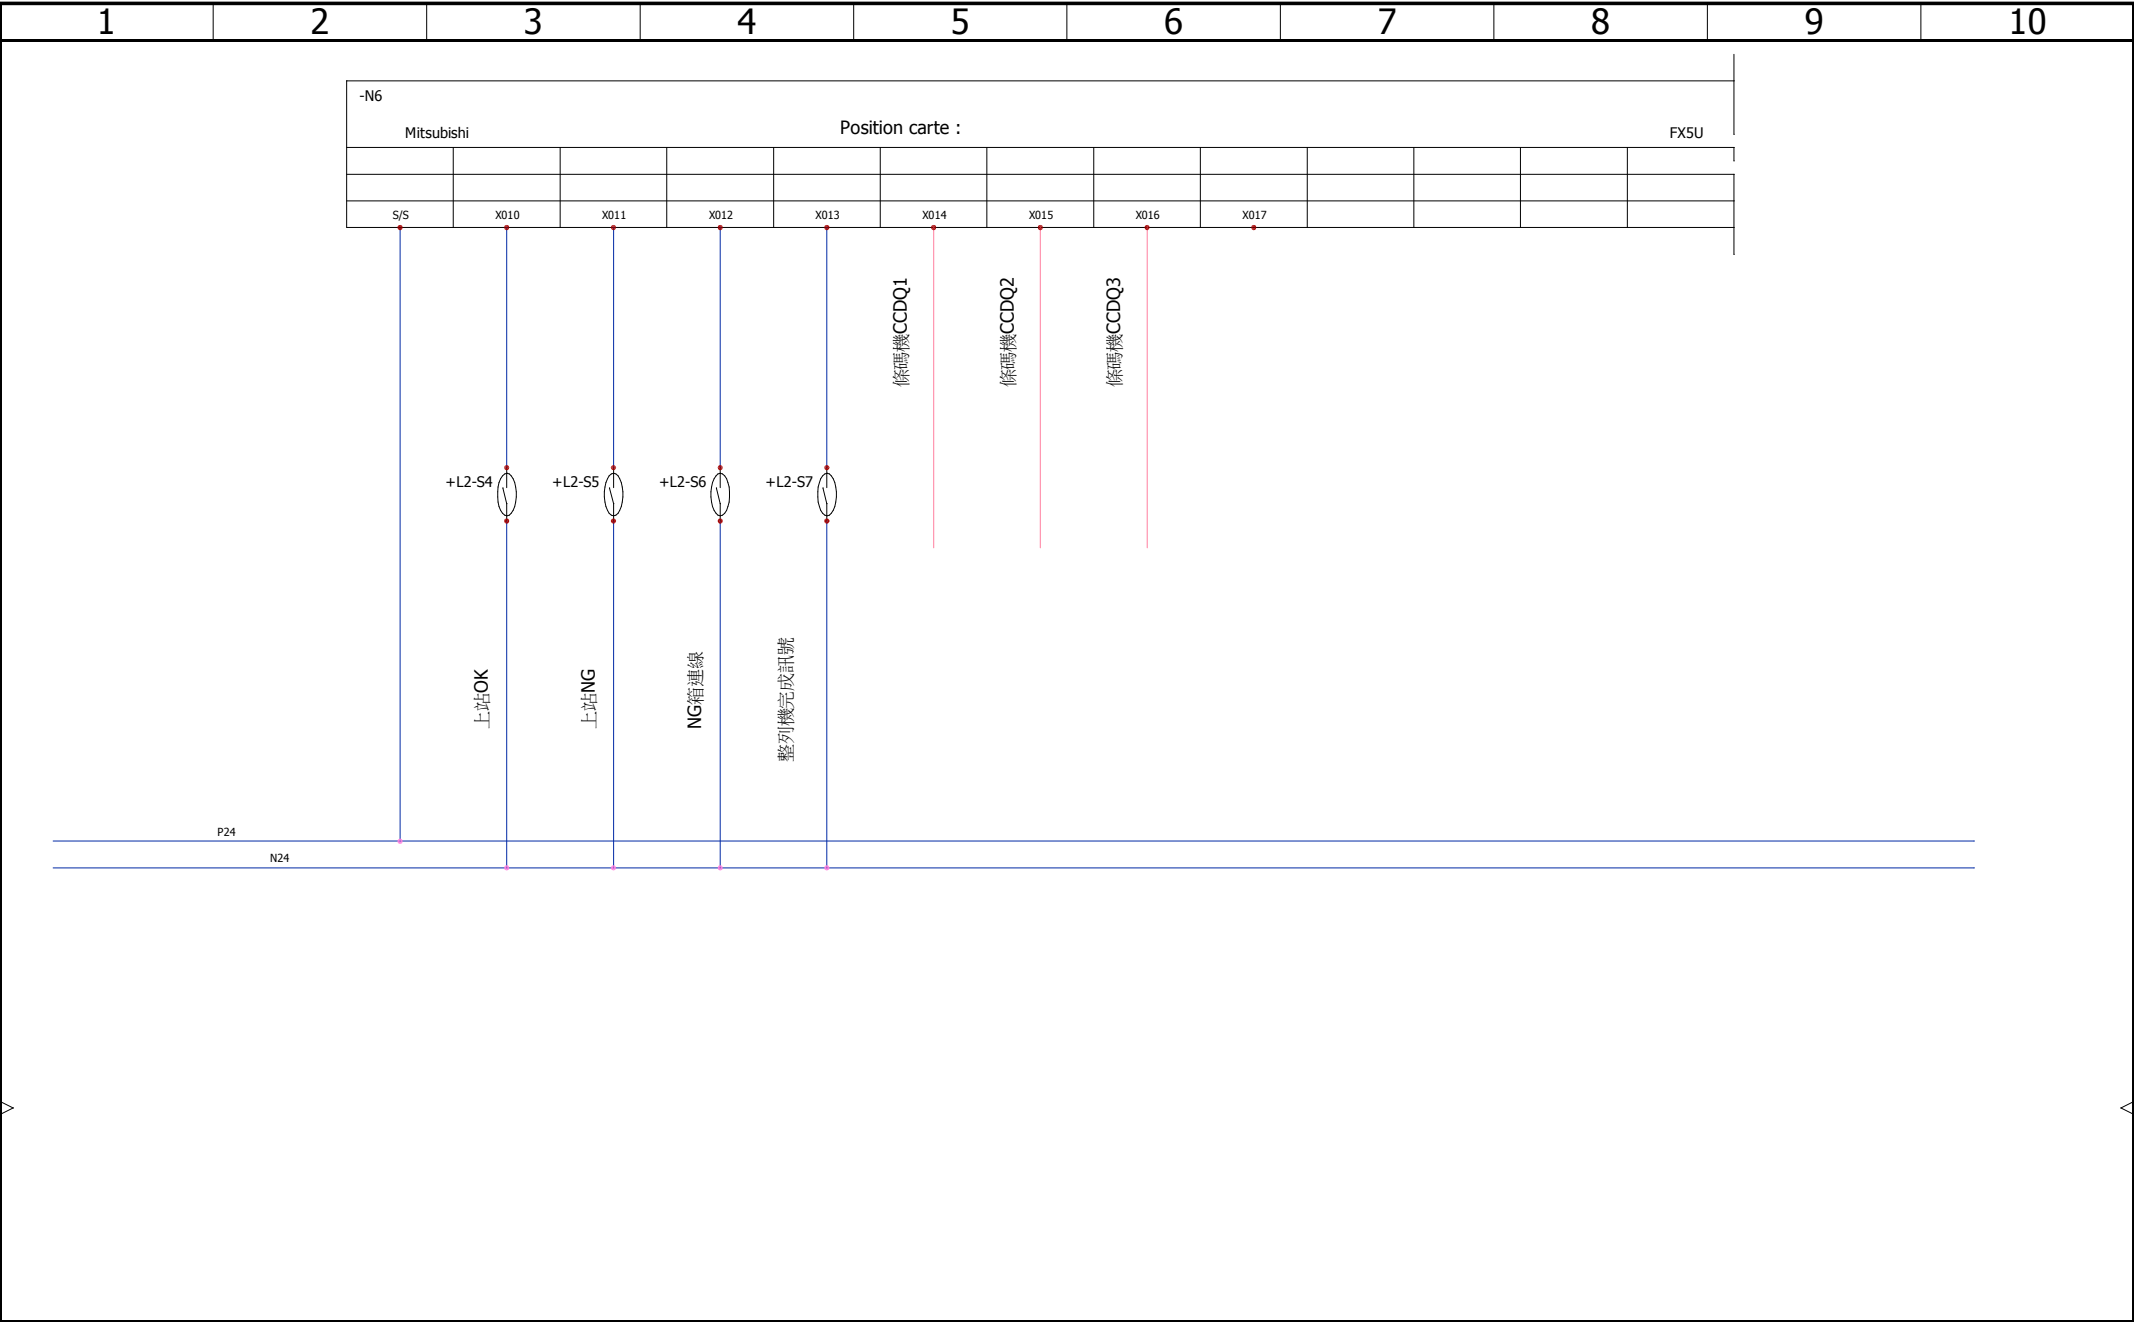 1 2 3 4 5 6 7 8 9 10
-N6
Mitsubishi Position carte : FX5U
S/S X010 X011 X012 X013 X014 X015 X016 X017
條碼機CCDQ1
條碼機CCDQ2
條碼機CCDQ3
+L2-S4 +L2-S5 +L2-S6 +L2-S7
上站OK
上站NG
NG箱連線
整列機完成訊號
P24
N24